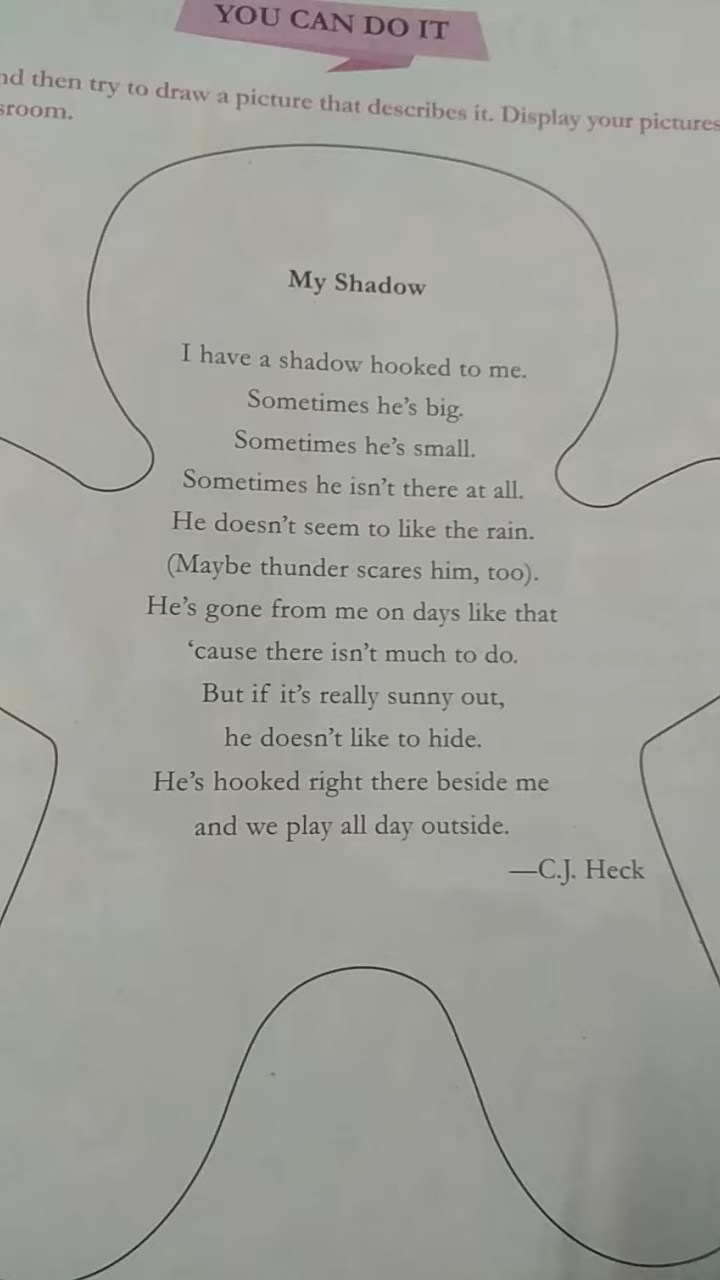 YOU CAN DO IT
then try to draw a picture that describes it. Display your pictures
My Shadow
I have a shadow hooked to me.
Sometimes he's big.
Sometimes he's small.
Sometimes he isn't there at all.
He doesn't seem to like the rain.
(Maybe thunder scares him, too).
He's gone from me on days like that
‘cause there isn't much to do.
But if it's really sunny out,
he doesn't like to hide.
He's hooked right there beside me
and we play all day outside.
—C.J. Heck